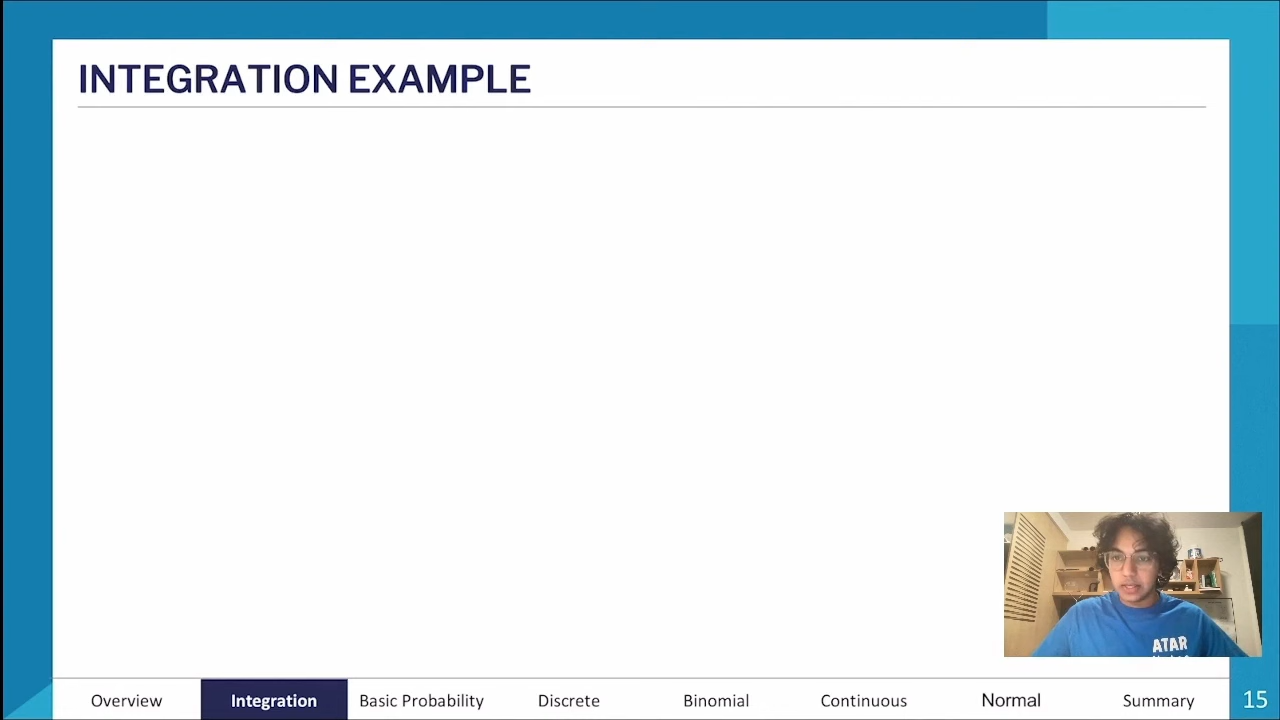 INTEGRATION EXAMPLE
ATAR
Overview Integration Basic Probability Discrete Binomial Continuous Normal Summary 15